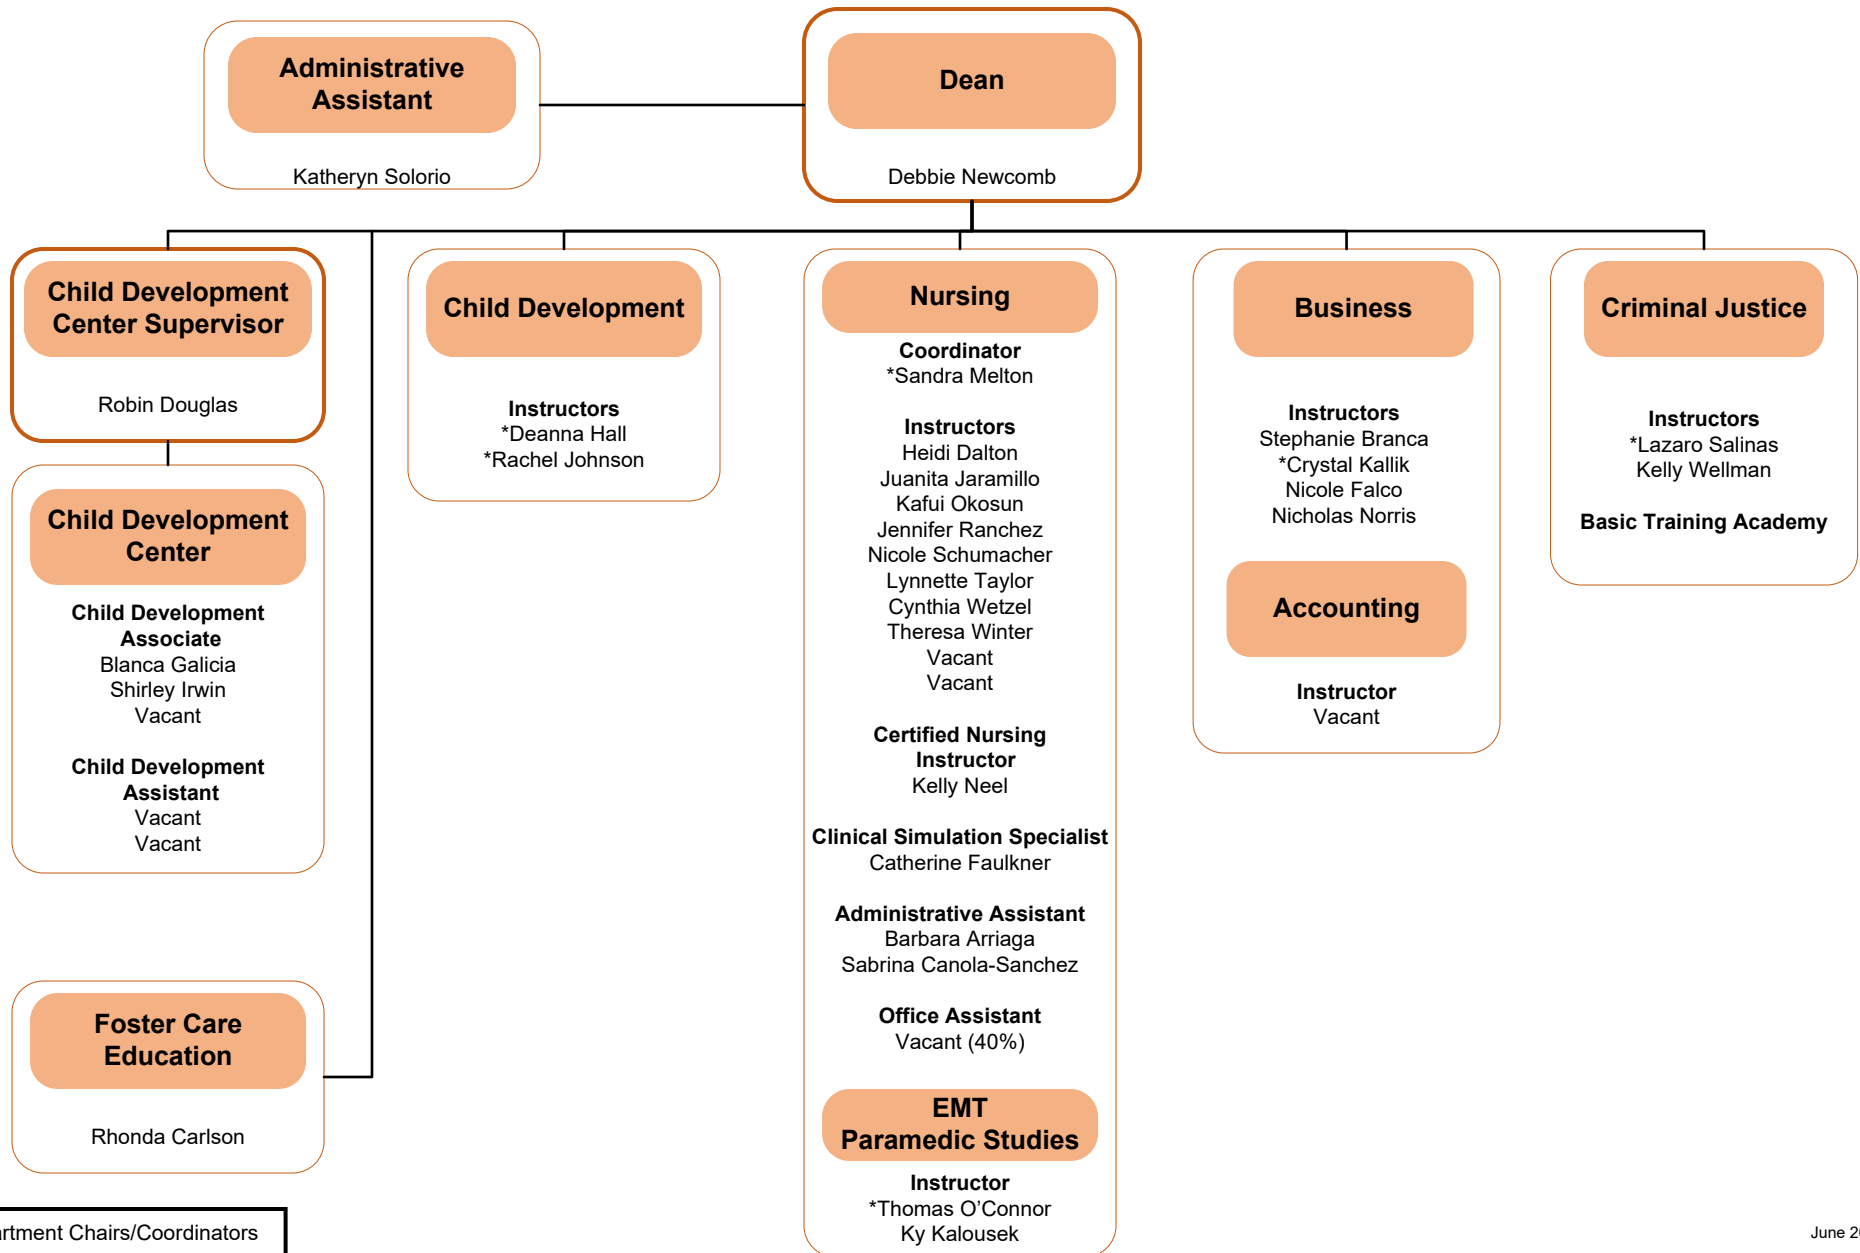 Administrative
Assistant
Katheryn Solorio
Dean
Debbie Newcomb
Child Development
Center Supervisor
Robin Douglas
Child Development
Center
Child Development
Associate
Blanca Galicia
Shirley Irwin
Vacant
Child Development
Assistant
Vacant
Vacant
Foster Care
Education
Rhonda Carlson
Child Development
Instructors
*Deanna Hall
*Rachel Johnson
Nursing
Coordinator
*Sandra Melton
Instructors
Heidi Dalton
Juanita Jaramillo
Kafui Okosun
Jennifer Ranchez
Nicole Schumacher
Lynnette Taylor
Cynthia Wetzel
Theresa Winter
Vacant
Vacant
Certified Nursing
Instructor
Kelly Neel
Clinical Simulation Specialist
Catherine Faulkner
Administrative Assistant
Barbara Arriaga
Sabrina Canola-Sanchez
Office Assistant
Vacant (40%)
EMT
Paramedic Studies
Instructor
*Thomas O’Connor
Ky Kalousek
Business
Instructors
Stephanie Branca
*Crystal Kallik
Nicole Falco
Nicholas Norris
Accounting
Instructor
Vacant
Criminal Justice
Instructors
*Lazaro Salinas
Kelly Wellman
Basic Training Academy
Chairs/Coordinators
June